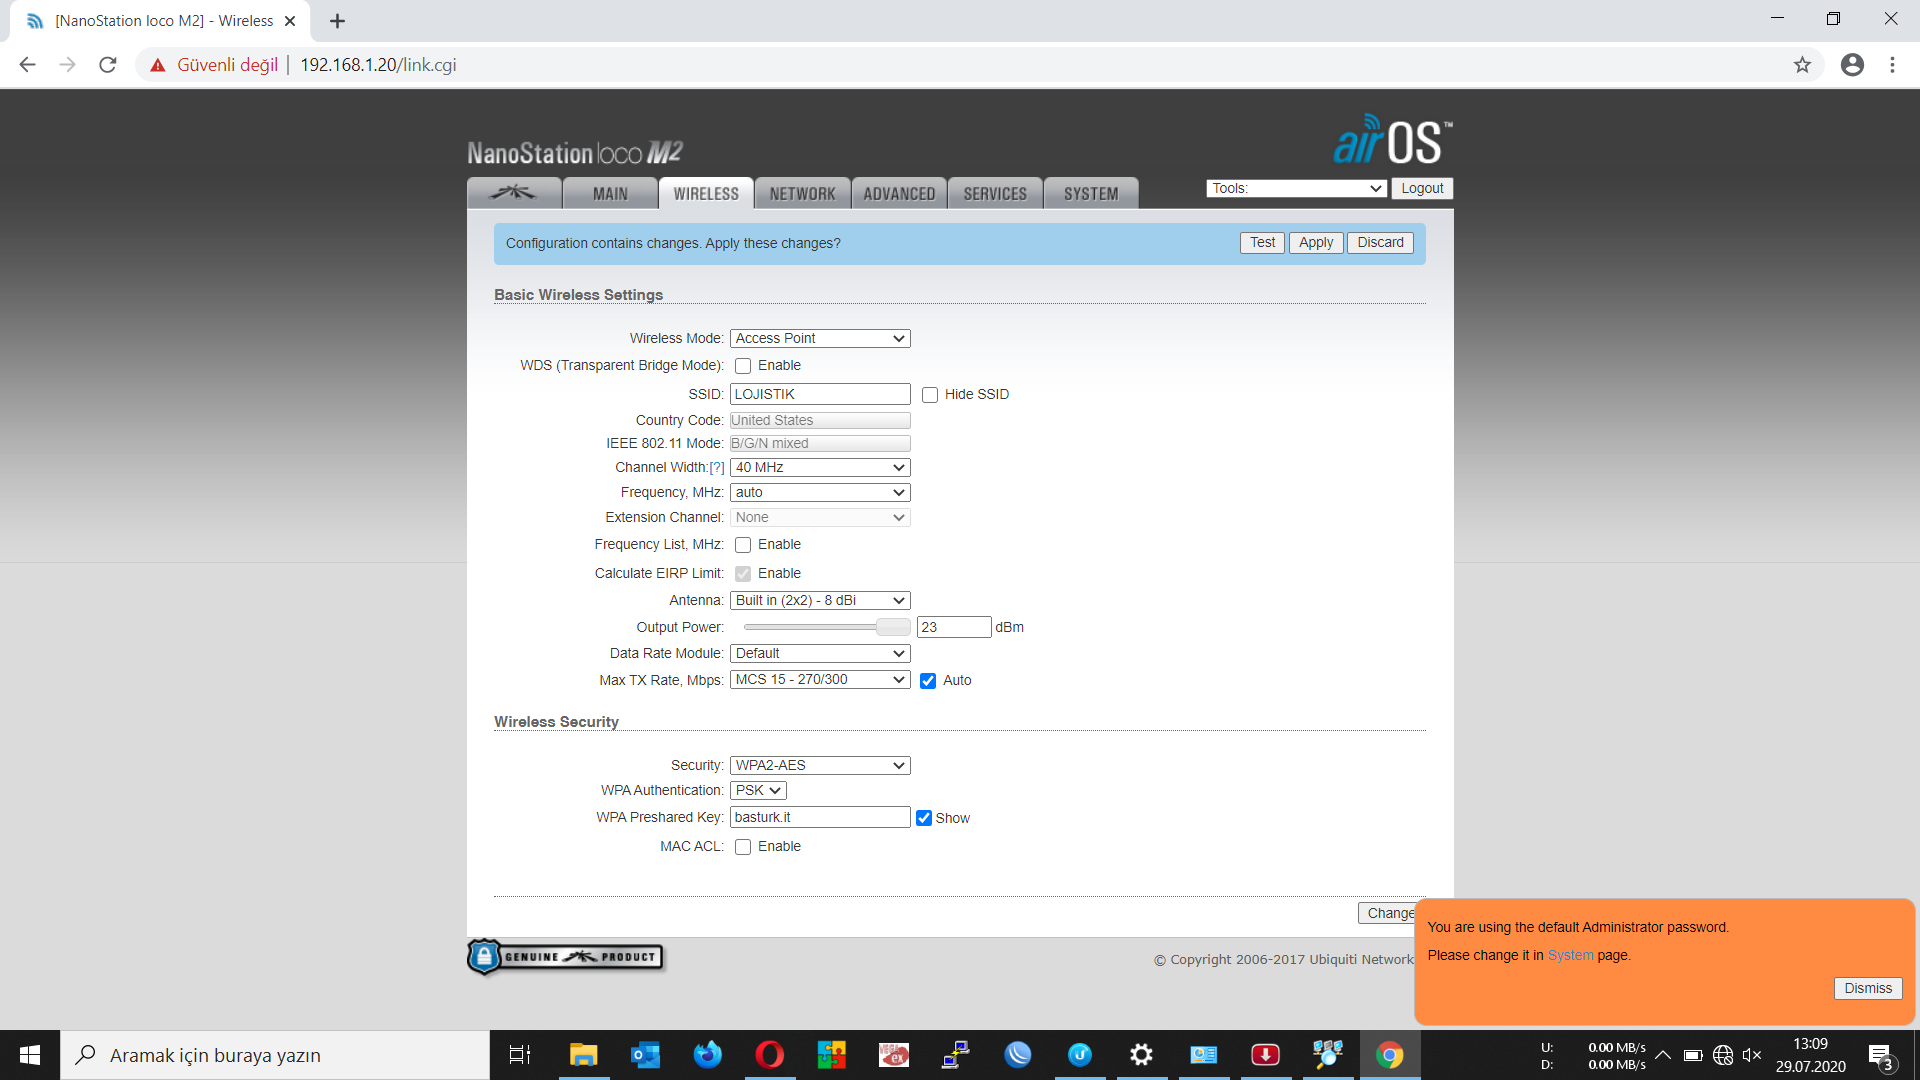 [NanoStation loco M2] - Wireless
Güvenli değil | 192.168.1.20/link.cgi
NanoStation loco M2
airOS™
MAIN WIRELESS NETWORK ADVANCED SERVICES SYSTEM
Tools: Logout
Configuration contains changes. Apply these changes? Test Apply Discard
Basic Wireless Settings
Wireless Mode: Access Point
WDS (Transparent Bridge Mode): Enable
SSID: LOJISTIK Hide SSID
Country Code: United States
IEEE 802.11 Mode: B/G/N mixed
Channel Width:[?] 40 MHz
Frequency, MHz: auto
Extension Channel: None
Frequency List, MHz: Enable
Calculate EIRP Limit: Enable
Antenna: Built in (2x2) - 8 dBi
Output Power: 23 dBm
Data Rate Module: Default
Max TX Rate, Mbps: MCS 15 - 270/300 Auto
Wireless Security
Security: WPA2-AES
WPA Authentication: PSK
WPA Preshared Key: basturk.it Show
MAC ACL: Enable
Change
GENUINE PRODUCT
© Copyright 2006-2017 Ubiquiti Network
You are using the default Administrator password.
Please change it in System page.
Dismiss
Aramak için buraya yazın
U: 0.00 MB/s
D: 0.00 MB/s
13:09
29.07.2020
3